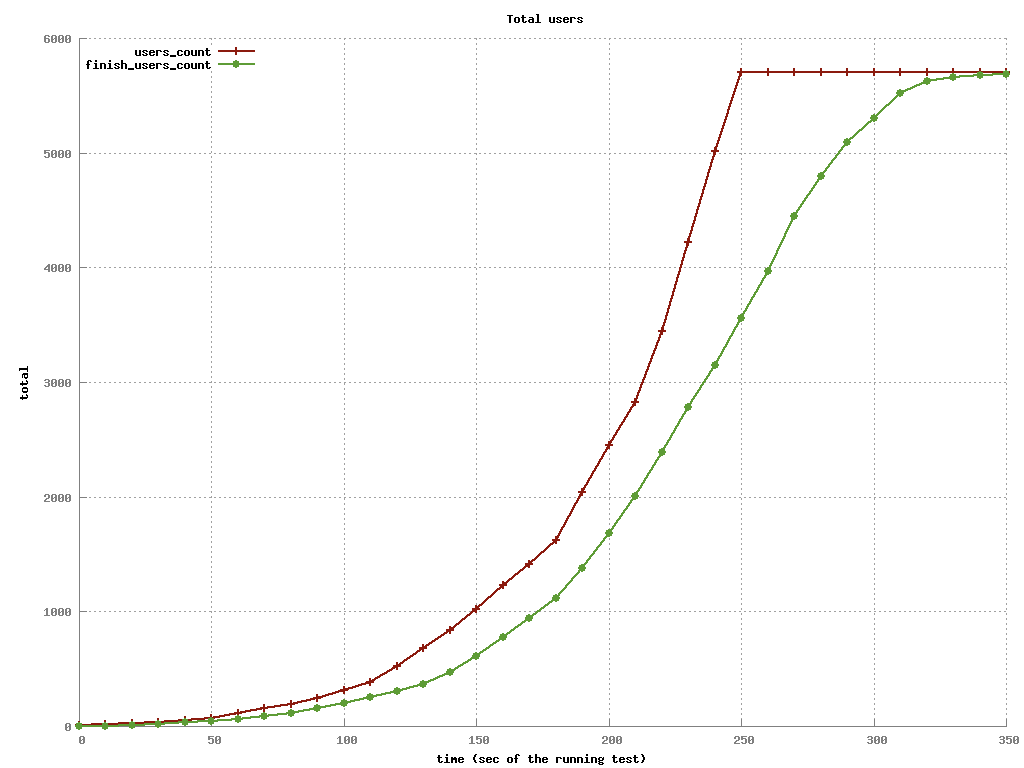 Total users
users_count
finish_users_count
6000
5000
4000
3000
2000
1000
0
total
0 50 100 150 200 250 300 350
time (sec of the running test)